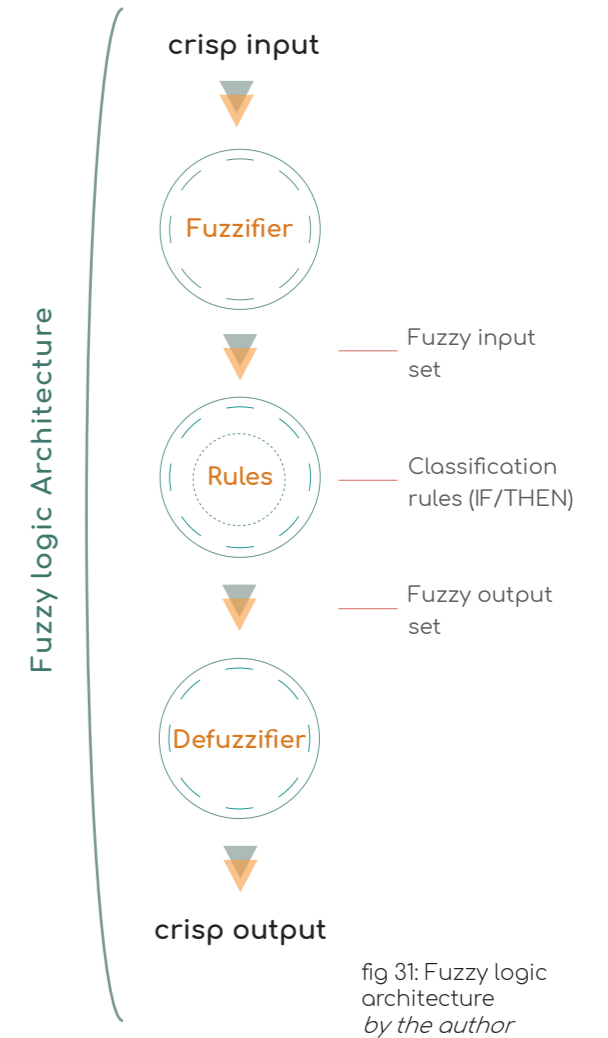 Fuzzy logic Architecture
crisp input
Fuzzifier
Fuzzy input
set
Rules
Classification
rules (IF/THEN)
Fuzzy output
set
Defuzzifier
crisp output
fig 31: Fuzzy logic
architecture
by the author